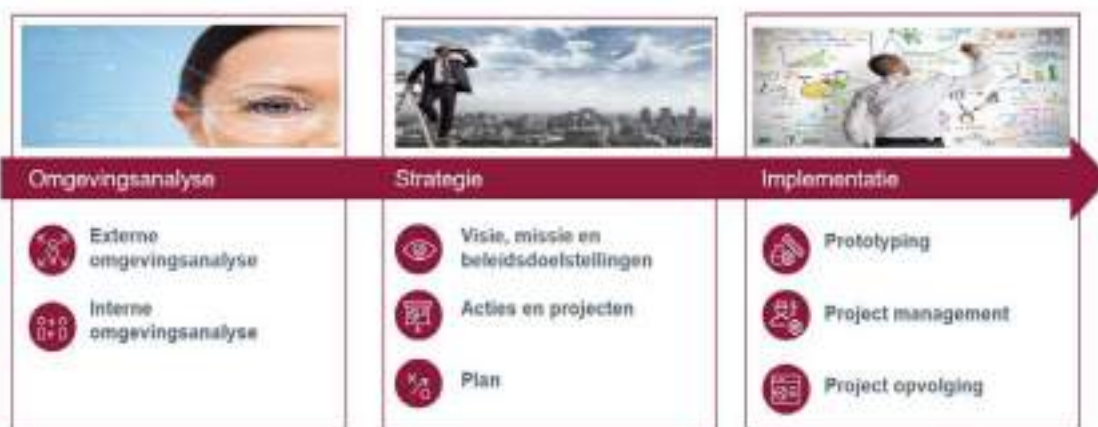 Omgevingsanalyse
Externe
omgevingsanalyse
Interne
omgevingsanalyse
Strategie
Visie, missie en
beleidsdoelstellingen
Acties en projecten
Plan
Implementatie
Prototyping
Project management
Project opvolging